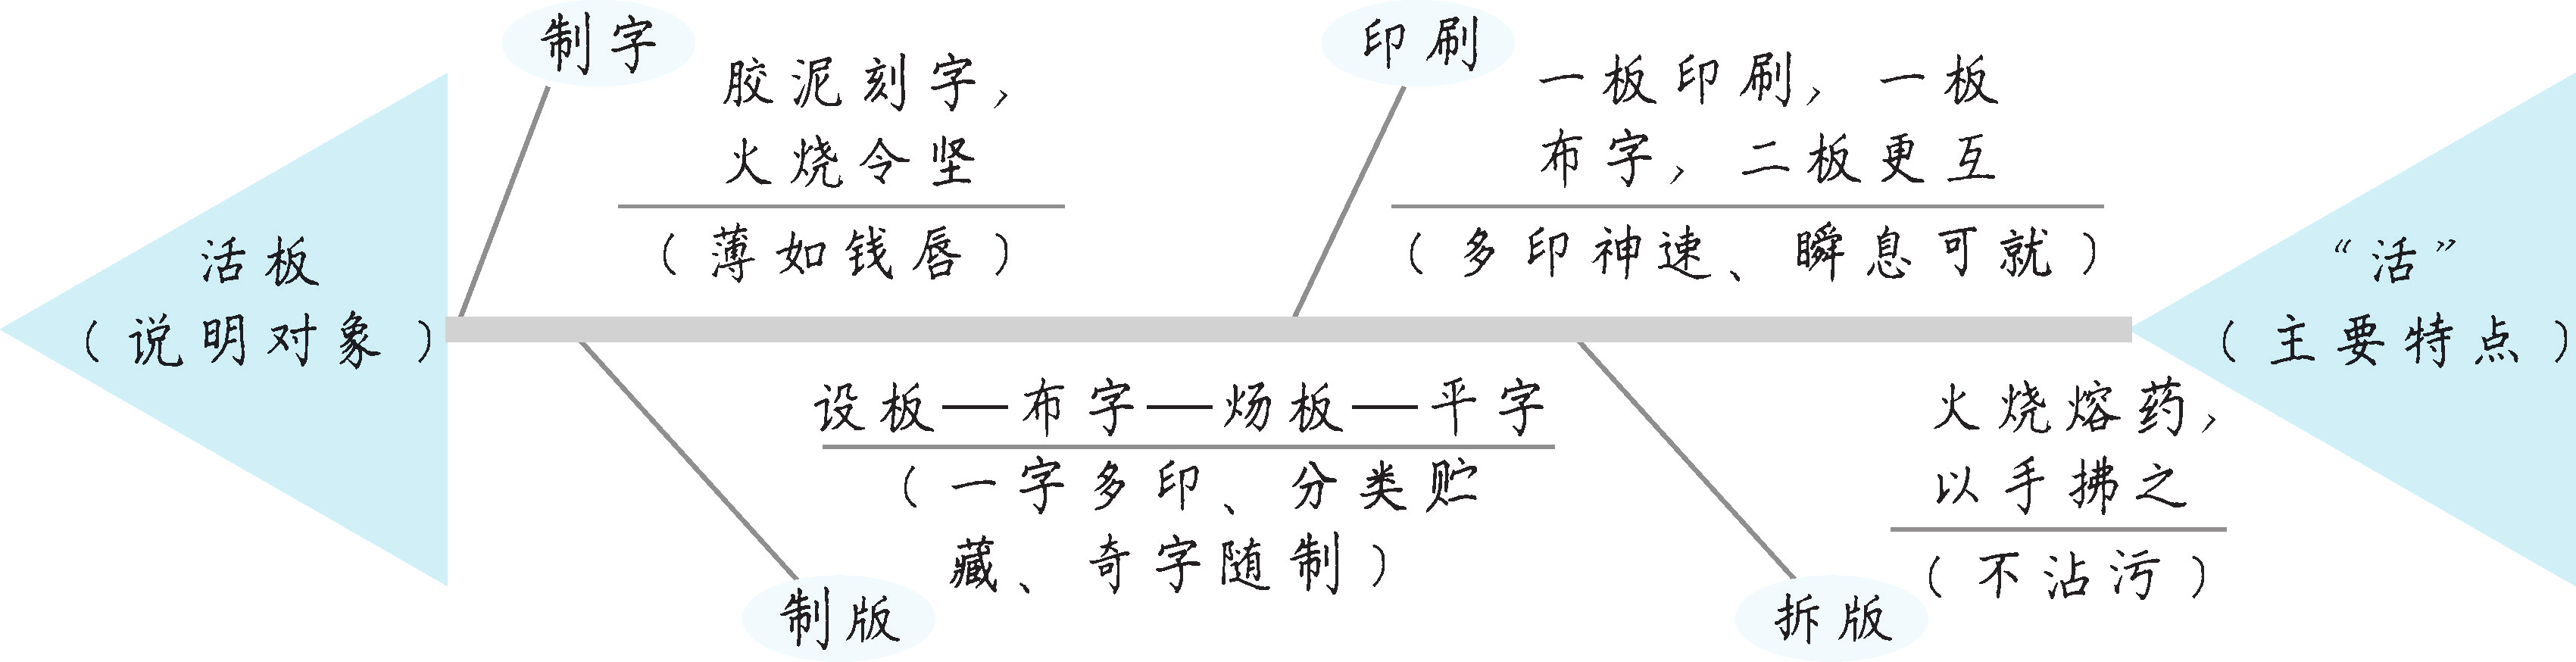 活板
（说明对象）
制字
胶泥刻字，
火烧令坚
（薄如钱唇）
制版
设板—布字—炀板—平字
（一字多印、分类贮
藏、奇字随制）
印刷
一板印刷，一板
布字，二板更互
（多印神速、瞬息可就）
拆版
火烧熔药，
以手拂之
（不沾污）
“活”
（主要特点）